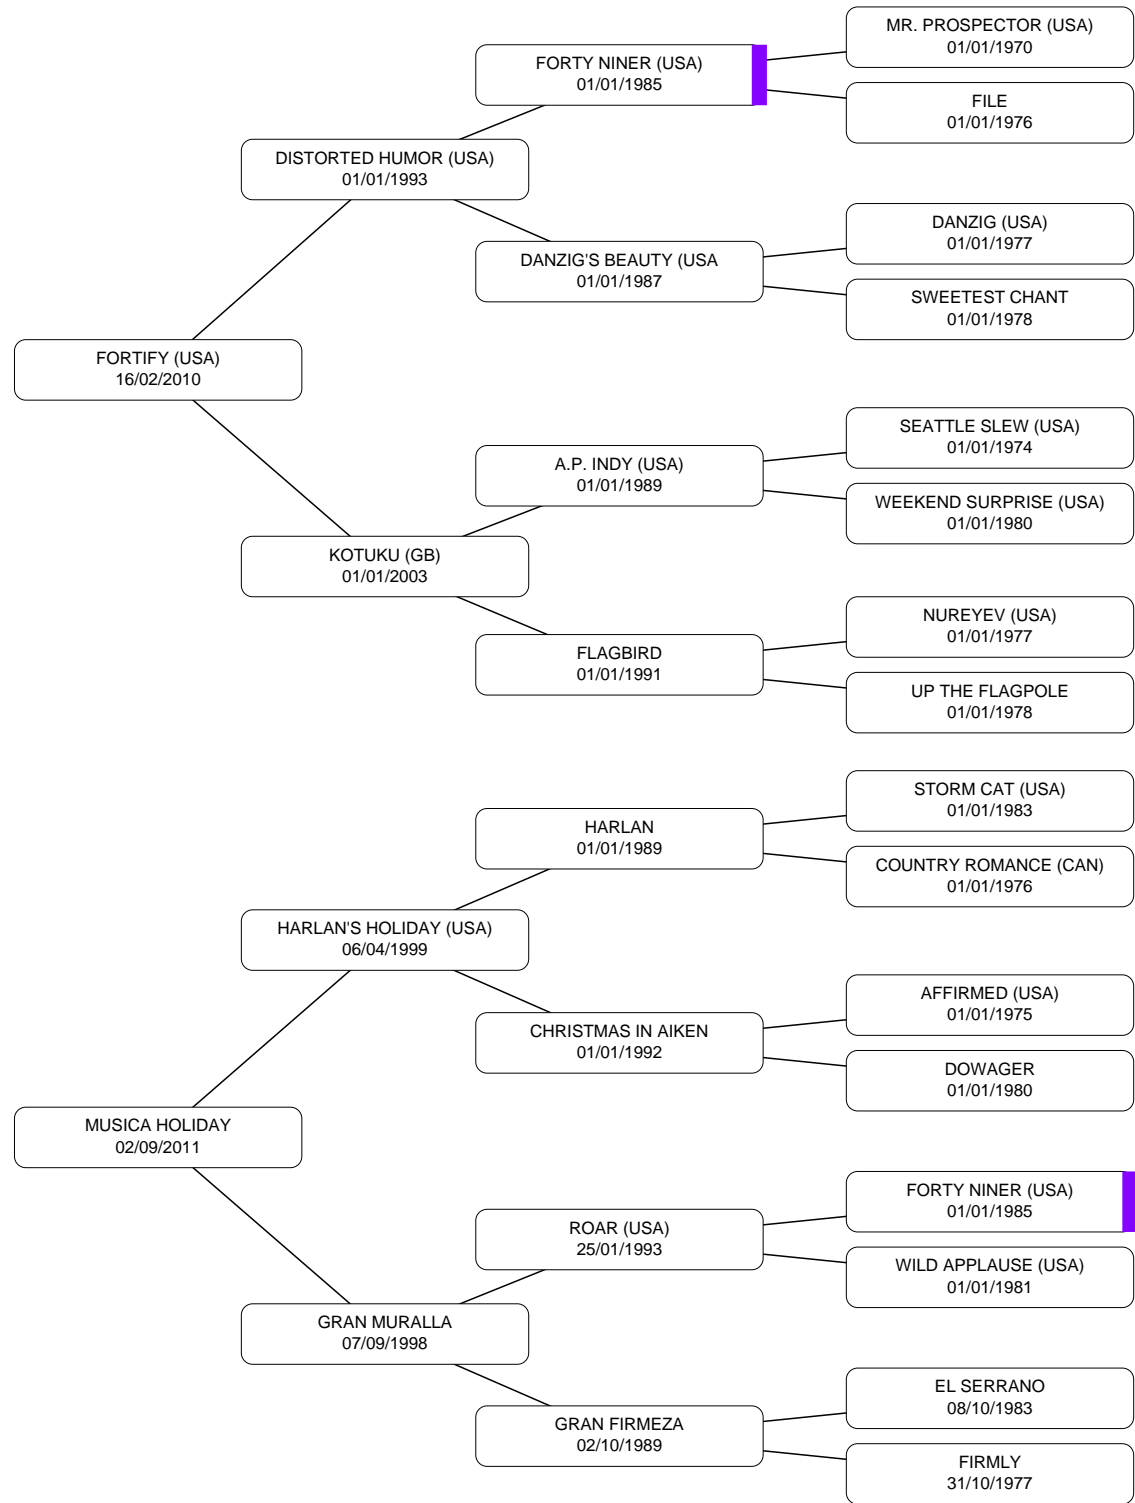 MR. PROSPECTOR (USA)
01/01/1970
FORTY NINER (USA)
01/01/1985
FILE
01/01/1976
DISTORTED HUMOR (USA)
01/01/1993
DANZIG (USA)
01/01/1977
DANZIG'S BEAUTY (USA
01/01/1987
SWEETEST CHANT
01/01/1978
FORTIFY (USA)
16/02/2010
SEATTLE SLEW (USA)
01/01/1974
A.P. INDY (USA)
01/01/1989
WEEKEND SURPRISE (USA)
01/01/1980
KOTUKU (GB)
01/01/2003
NUREYEV (USA)
01/01/1977
FLAGBIRD
01/01/1991
UP THE FLAGPOLE
01/01/1978
STORM CAT (USA)
01/01/1983
HARLAN
01/01/1989
COUNTRY ROMANCE (CAN)
01/01/1976
HARLAN'S HOLIDAY (USA)
06/04/1999
AFFIRMED (USA)
01/01/1975
CHRISTMAS IN AIKEN
01/01/1992
DOWAGER
01/01/1980
MUSICA HOLIDAY
02/09/2011
FORTY NINER (USA)
01/01/1985
ROAR (USA)
25/01/1993
WILD APPLAUSE (USA)
01/01/1981
GRAN MURALLA
07/09/1998
EL SERRANO
08/10/1983
GRAN FIRMEZA
02/10/1989
FIRMLY
31/10/1977